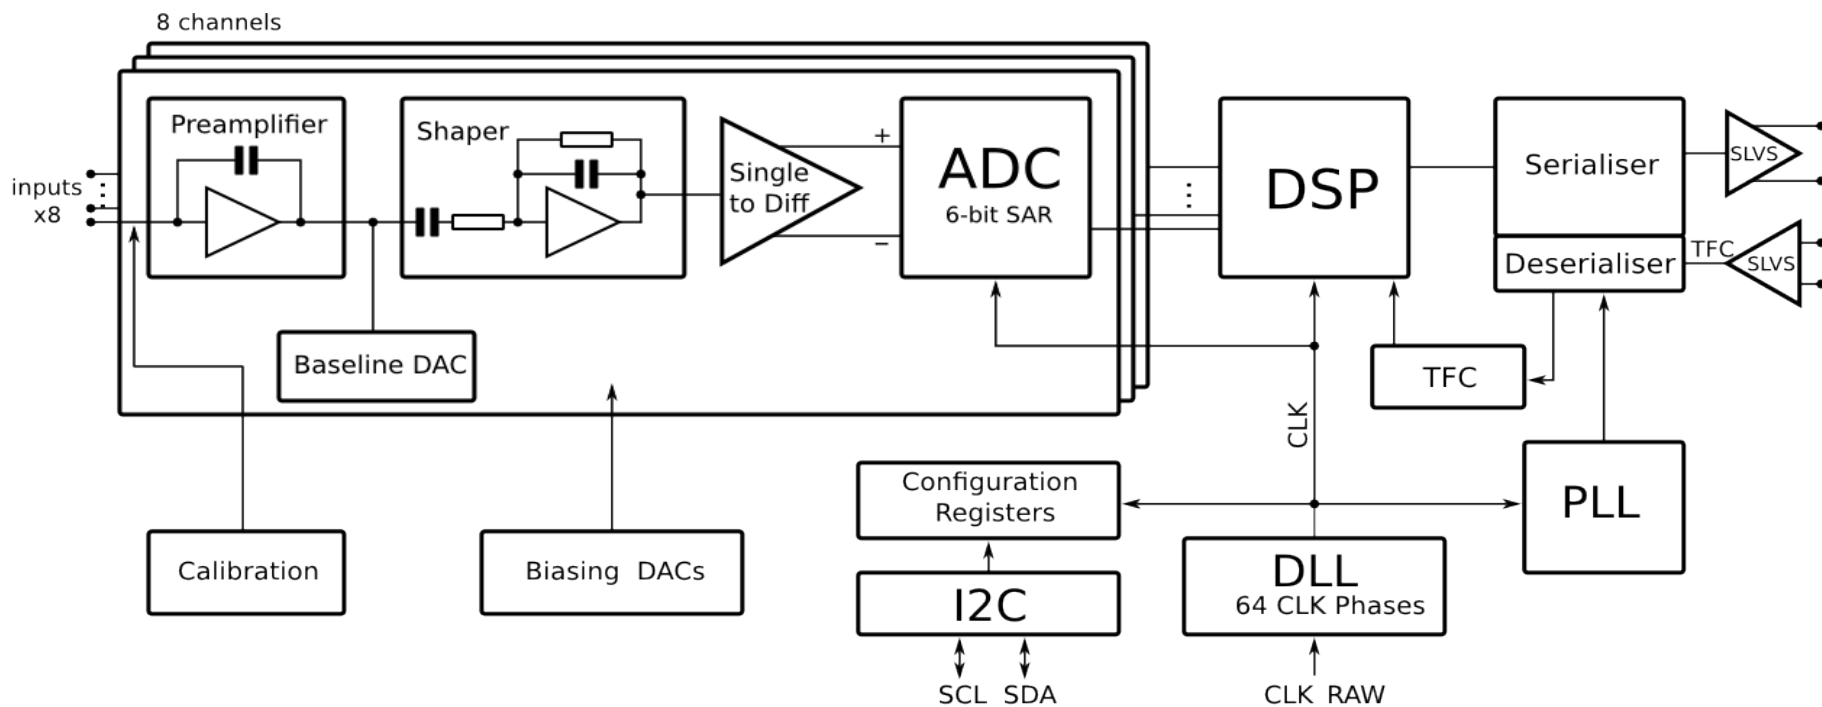 8 channels
Preamplifier
Shaper
inputs
x8
Single
to Diff
+
−
ADC
6-bit SAR
DSP
Serialiser
SLVS
Deserialiser
TFC
SLVS
Baseline DAC
TFC
CLK
Configuration
Registers
PLL
Calibration
Biasing DACs
I2C
DLL
64 CLK Phases
SCL SDA
CLK RAW